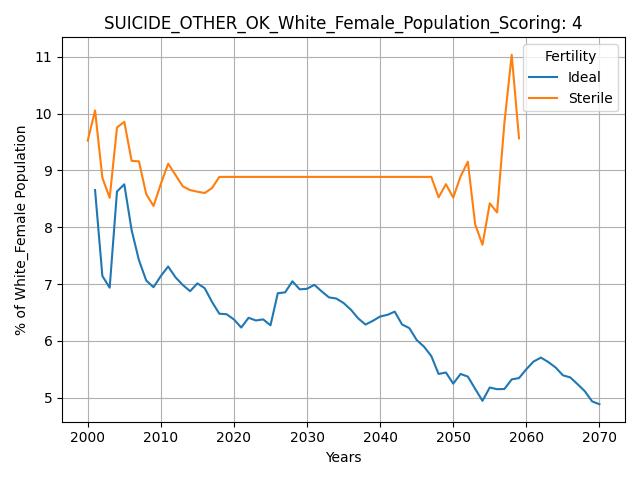 SUICIDE_OTHER_OK_White_Female_Population_Scoring: 4
Fertility
Ideal
Sterile
% of White_Female Population
11
10
9
8
7
6
5
2000 2010 2020 2030 2040 2050 2060 2070
Years